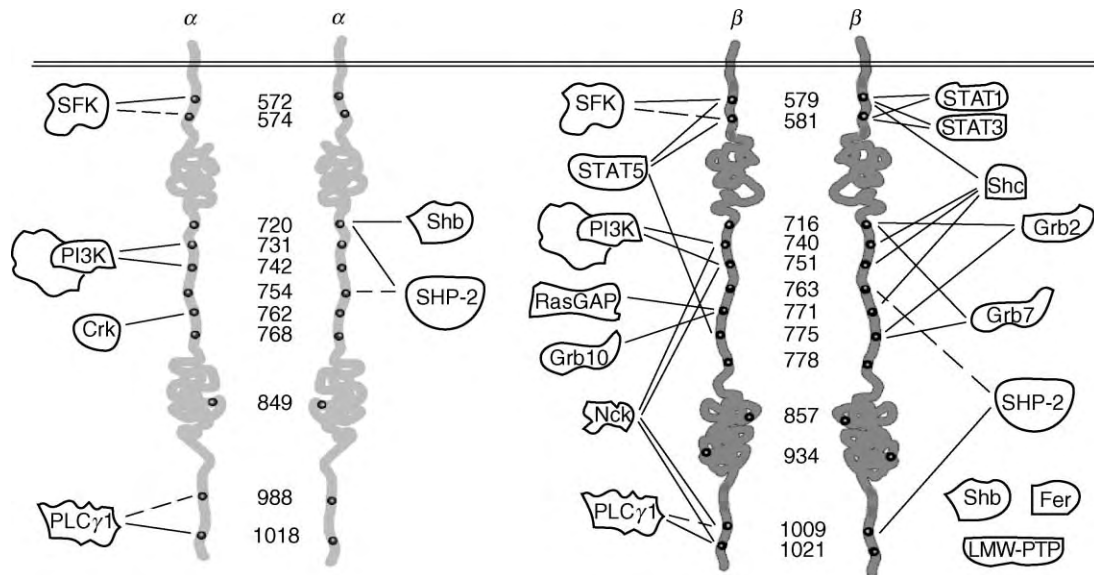 α α β β
SFK 572 SFK 579 STAT1
574 581 STAT3
STAT5 Shc
720 Shb 716 Grb2
PI3K 731 PI3K 740
742 751
754 SHP-2 RasGAP 763
Crk 762 771 Grb7
768 Grb10 775
778
849 Nck 857 SHP-2
934
988 Shb Fer
PLCγ1 PLCγ1 1009
1018 1021 LMW-PTP